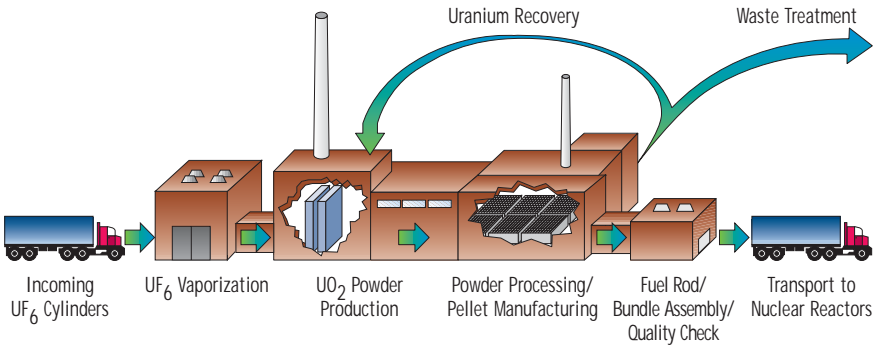 Uranium Recovery
Waste Treatment
Incoming
UF6 Cylinders
UF6 Vaporization
UO2 Powder
Production
Powder Processing/
Pellet Manufacturing
Fuel Rod/
Bundle Assembly/
Quality Check
Transport to
Nuclear Reactors